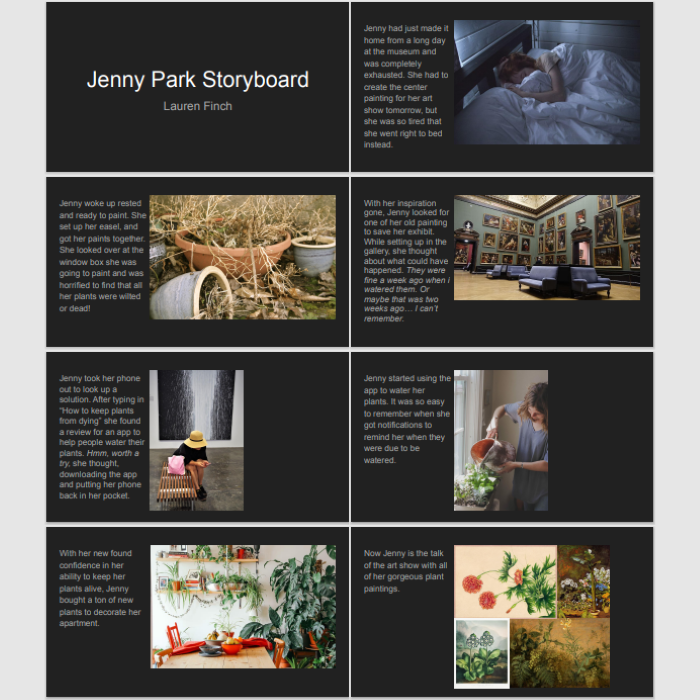 Jenny Park Storyboard
Lauren Finch
Jenny had just made it
home from a long day
at the museum and
was completely
exhausted. She had to
create the center
painting for her art
show tomorrow, but
she was so tired that
she went right to bed
instead.
Jenny woke up rested
and ready to paint. She
set up her easel, and
got her paints together.
She looked over at the
window box she was
going to paint and was
horrified to find that all
her plants were wilted
or dead!
With her inspiration
gone, Jenny looked for
one of her old painting
to save her exhibit.
While setting up in the
gallery, she thought
about what could have
happened. They were
fine a week ago when i
watered them. Or
maybe that was two
weeks ago... I can't
remember.
Jenny took her phone
out to look up a
solution. After typing in
"How to keep plants
from dying" she found
a review for an app to
help people water their
plants. Hmm, worth a
try, she thought,
downloading the app
and putting her phone
back in her pocket.
Jenny started using the
app to water her
plants. It was so easy
to remember when she
got notifications to
remind her when they
were due to be
watered.
With her new found
confidence in her
ability to keep her
plants alive, Jenny
bought a ton of new
plants to decorate her
apartment.
Now Jenny is the talk
of the art show with all
of her gorgeous plant
paintings.